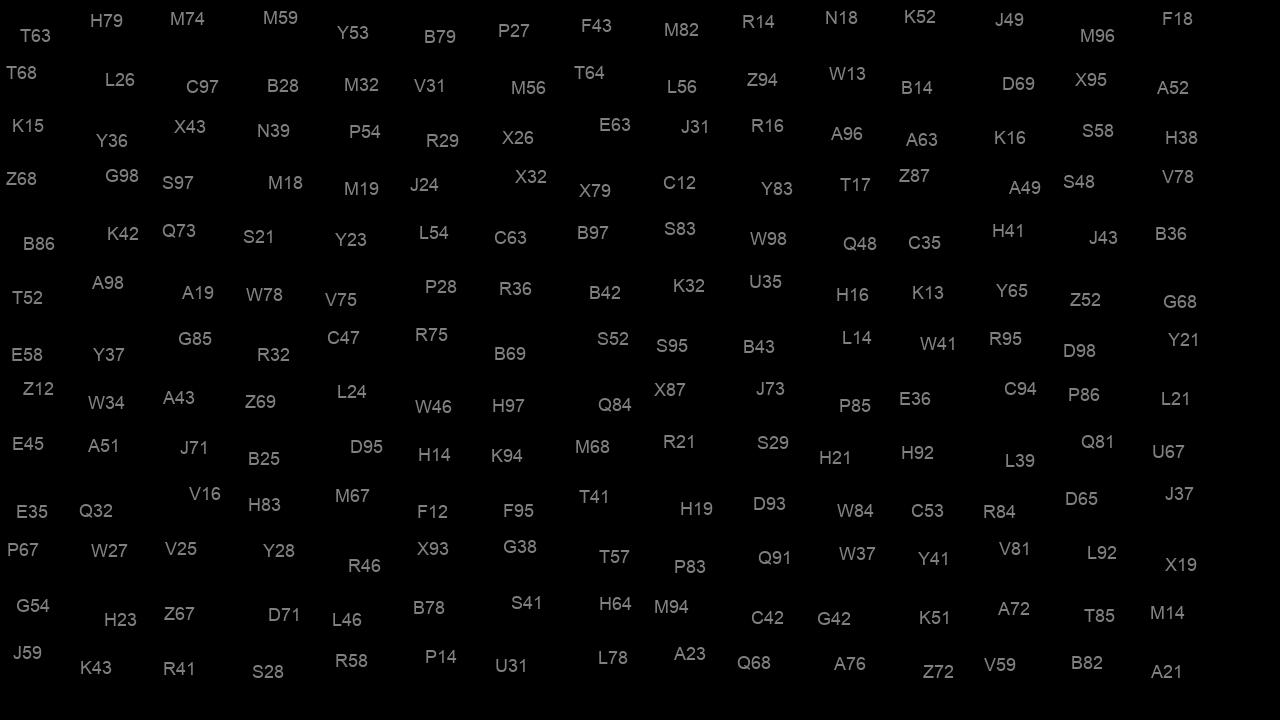 T63 H79 M74 M59 Y53 B79 P27 F43 M82 R14 N18 K52 J49 M96 F18
T68 L26 C97 B28 M32 V31 M56 T64 L56 Z94 W13 B14 D69 X95 A52
K15 Y36 X43 N39 P54 R29 X26 E63 J31 R16 A96 A63 K16 S58 H38
Z68 G98 S97 M18 M19 J24 X32 X79 C12 Y83 T17 Z87 A49 S48 V78
B86 K42 Q73 S21 Y23 L54 C63 B97 S83 W98 Q48 C35 H41 J43 B36
T52 A98 A19 W78 V75 P28 R36 B42 K32 U35 H16 K13 Y65 Z52 G68
E58 Y37 G85 R32 C47 R75 B69 S52 S95 B43 L14 W41 R95 D98 Y21
Z12 W34 A43 Z69 L24 W46 H97 Q84 X87 J73 P85 E36 C94 P86 L21
E45 A51 J71 B25 D95 H14 K94 M68 R21 S29 H21 H92 L39 Q81 U67
E35 Q32 V16 H83 M67 F12 F95 T41 H19 D93 W84 C53 R84 D65 J37
P67 W27 V25 Y28 R46 X93 G38 T57 P83 Q91 W37 Y41 V81 L92 X19
G54 H23 Z67 D71 L46 B78 S41 H64 M94 C42 G42 K51 A72 T85 M14
J59 K43 R41 S28 R58 P14 U31 L78 A23 Q68 A76 Z72 V59 B82 A21